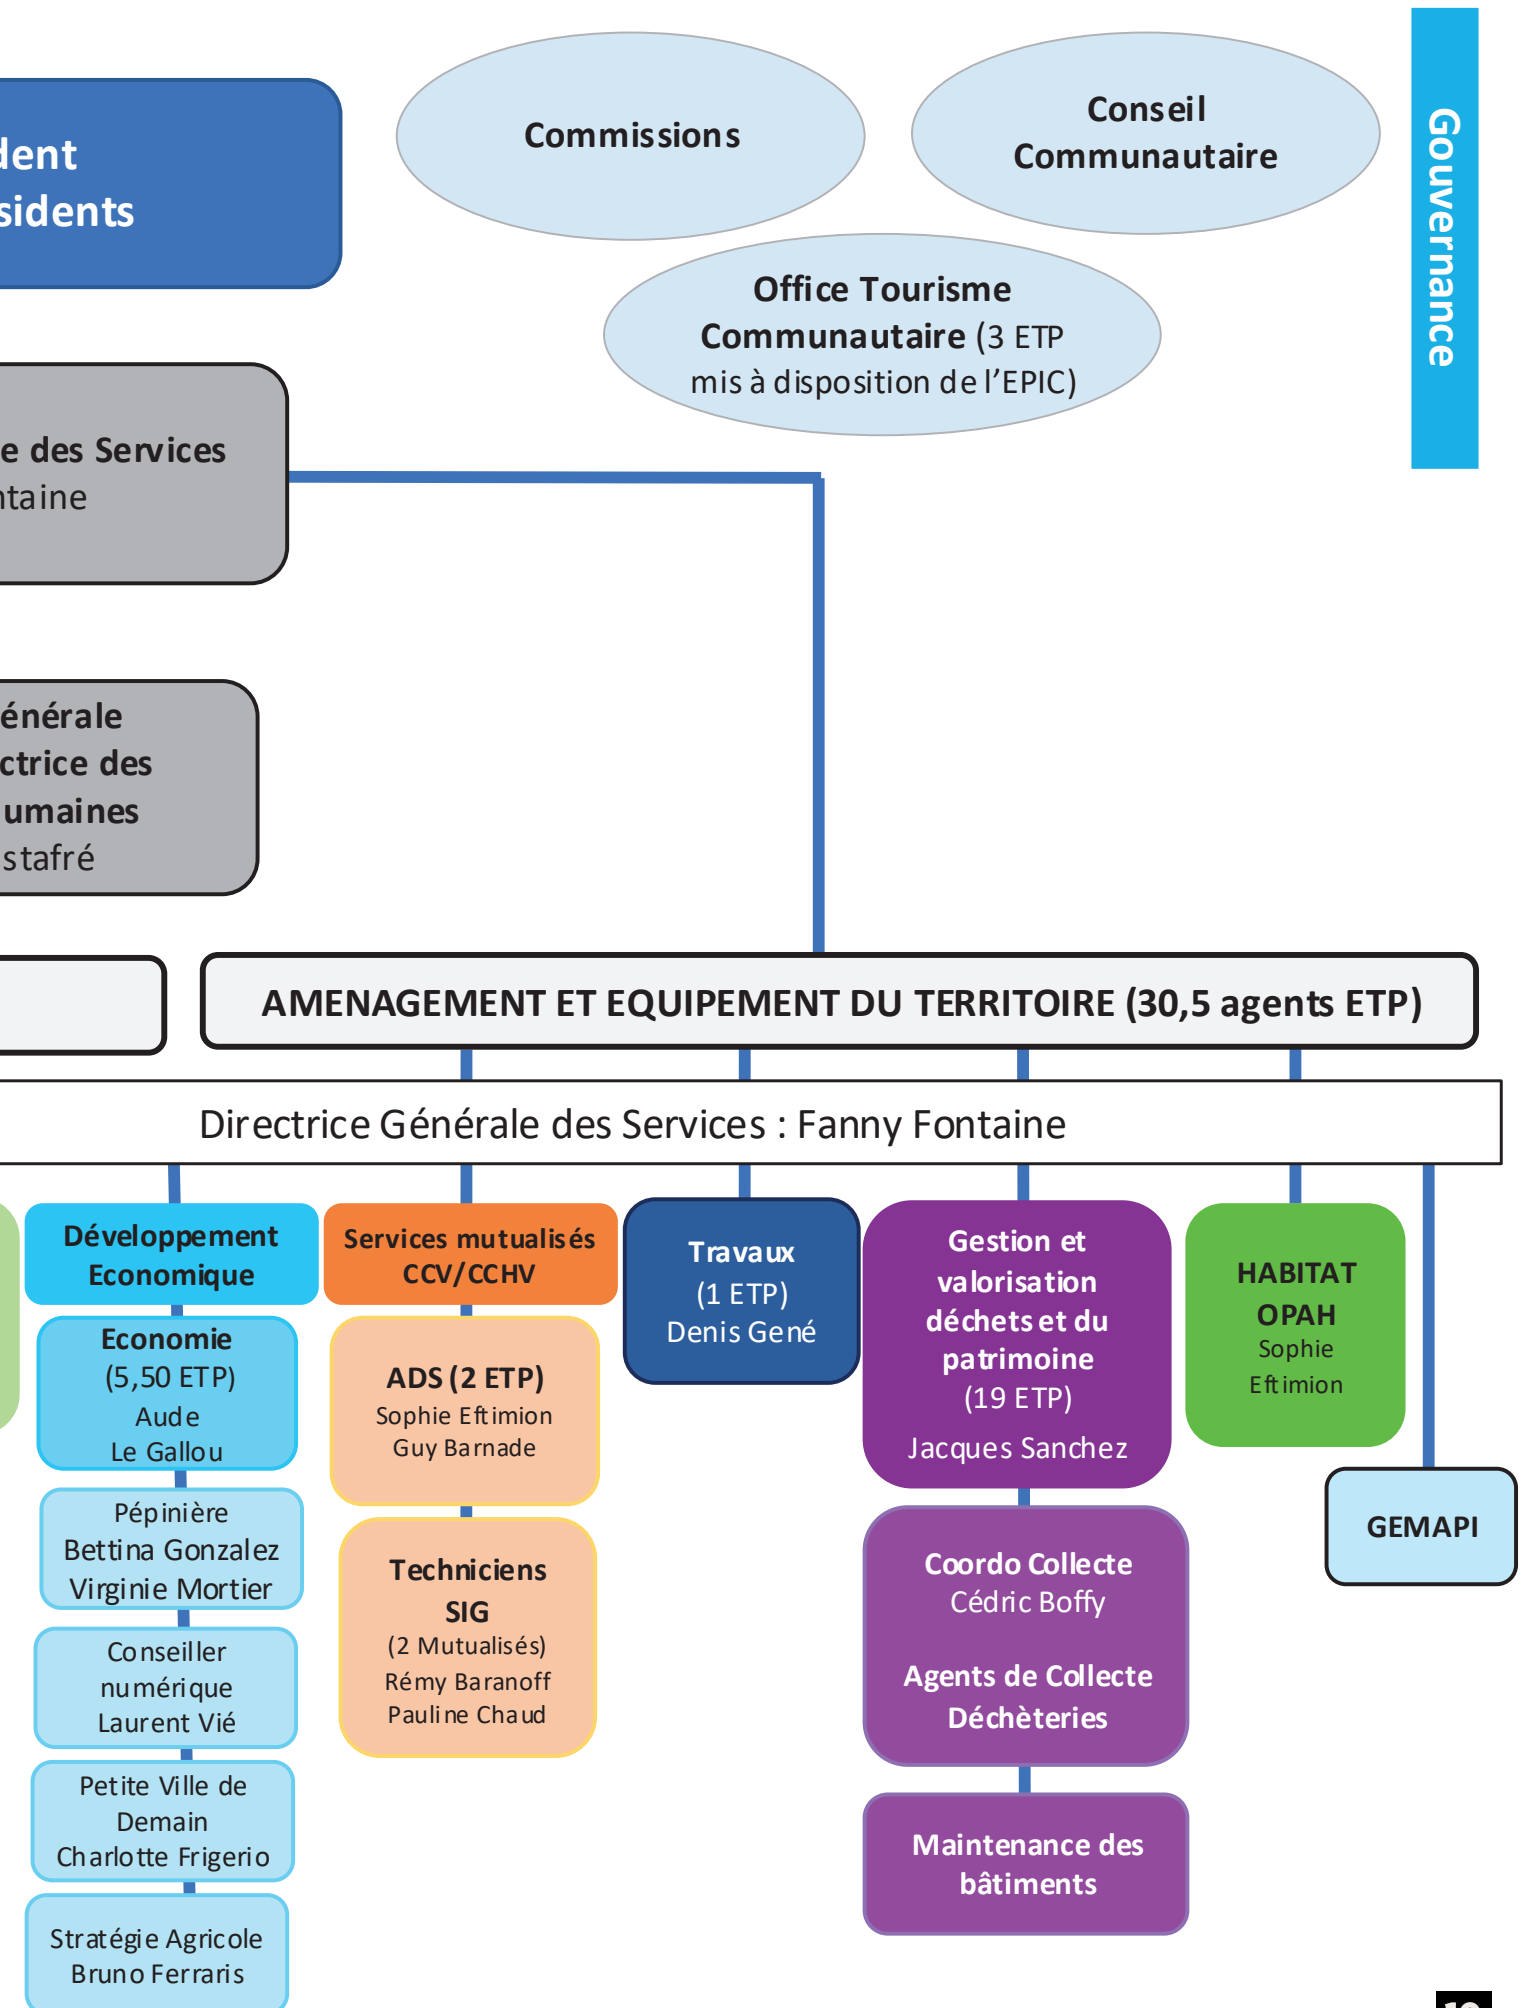 Gouvernance
Commissions
Conseil
Communautaire
dent
sidents
Office Tourisme
Communautaire (3 ETP
mis à disposition de l'EPIC)
e des Services
ntaine
énérale
ctrice des
umaines
stafré
AMENAGEMENT ET EQUIPEMENT DU TERRITOIRE (30,5 agents ETP)
Directrice Générale des Services : Fanny Fontaine
Développement
Economique
Economie
(5,50 ETP)
Aude
Le Gallou
Pépinière
Bettina Gonzalez
Virginie Mortier
Conseiller
numérique
Laurent Vié
Petite Ville de
Demain
Charlotte Frigerio
Stratégie Agricole
Bruno Ferraris
Services mutualisés
CCV/CCHV
ADS (2 ETP)
Sophie Eftimion
Guy Barnade
Techniciens
SIG
(2 Mutualisés)
Rémy Baranoff
Pauline Chaud
Travaux
(1 ETP)
Denis Gené
Gestion et
valorisation
déchets et du
patrimoine
(19 ETP)
Jacques Sanchez
Coordo Collecte
Cédric Boffy
Agents de Collecte
Déchèteries
Maintenance des
bâtiments
HABITAT
OPAH
Sophie
Eftimion
GEMAPI